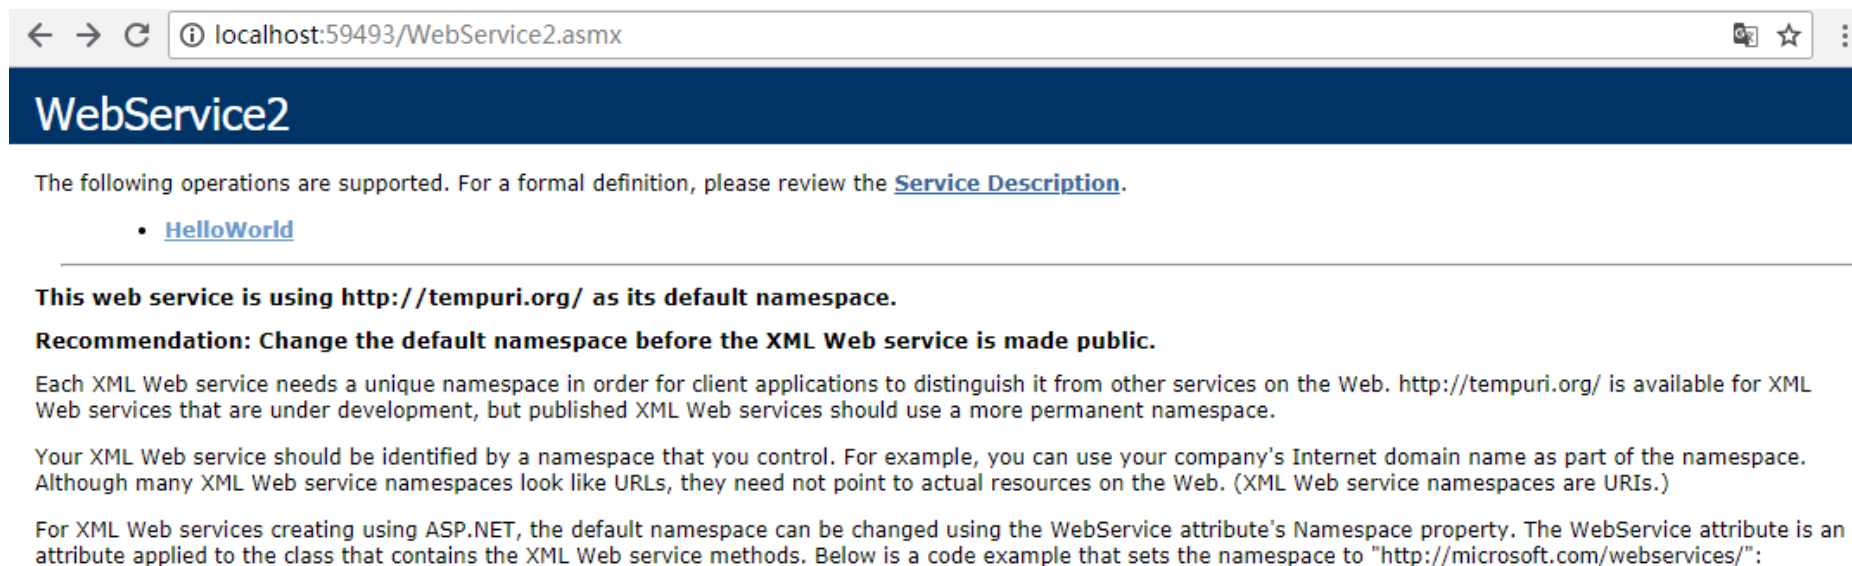 localhost:59493/WebService2.asmx
WebService2
The following operations are supported. For a formal definition, please review the Service Description.
• HelloWorld
This web service is using http://tempuri.org/ as its default namespace.
Recommendation: Change the default namespace before the XML Web service is made public.
Each XML Web service needs a unique namespace in order for client applications to distinguish it from other services on the Web. http://tempuri.org/ is available for XML
Web services that are under development, but published XML Web services should use a more permanent namespace.
Your XML Web service should be identified by a namespace that you control. For example, you can use your company's Internet domain name as part of the namespace.
Although many XML Web service namespaces look like URLs, they need not point to actual resources on the Web. (XML Web service namespaces are URIs.)
For XML Web services creating using ASP.NET, the default namespace can be changed using the WebService attribute's Namespace property. The WebService attribute is an
attribute applied to the class that contains the XML Web service methods. Below is a code example that sets the namespace to "http://microsoft.com/webservices/":